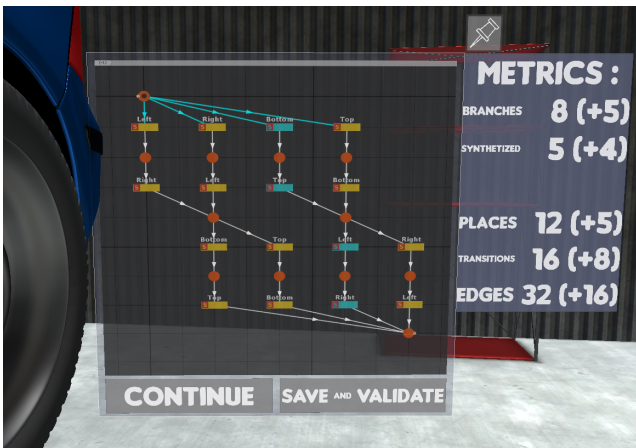 METRICS :
BRANCHES 8 (+5)
SYNTHETIZED 5 (+4)
PLACES 12 (+5)
TRANSITIONS 16 (+8)
EDGES 32 (+16)
Left Right Bottom Top
Right Left Top Bottom
Bottom Top Left Right
Top Bottom Right Left
CONTINUE
SAVE AND VALIDATE